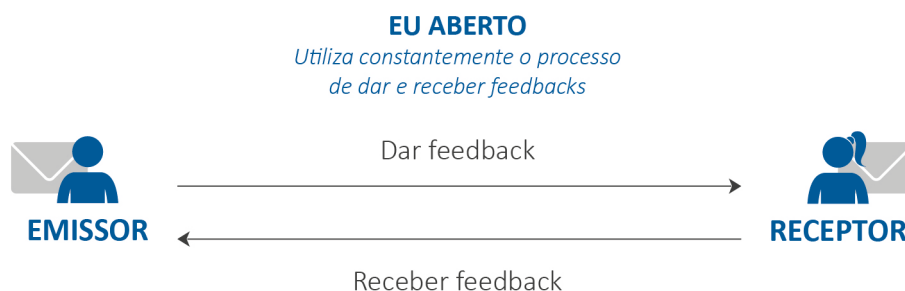 EU ABERTO
Utiliza constantemente o processo
de dar e receber feedbacks
Dar feedback
EMISSOR
RECEPTOR
Receber feedback